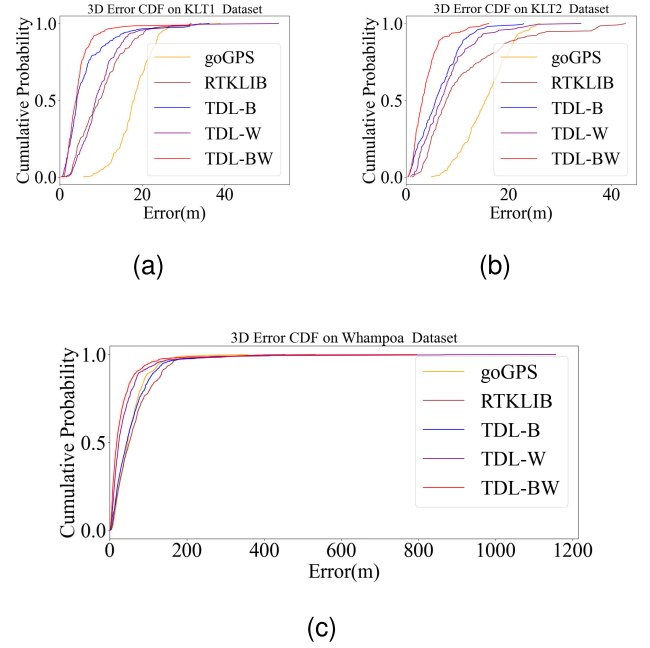 3D Error CDF on KLT1 Dataset
Cumulative Probability
1.0
0.5
0.0
goGPS
RTKLIB
TDL-B
TDL-W
TDL-BW
0 20 40
Error(m)
(a)
3D Error CDF on KLT2 Dataset
Cumulative Probability
1.0
0.5
0.0
goGPS
RTKLIB
TDL-B
TDL-W
TDL-BW
0 20 40
Error(m)
(b)
3D Error CDF on Whampoa Dataset
Cumulative Probability
1.0
0.5
0.0
goGPS
RTKLIB
TDL-B
TDL-W
TDL-BW
0 200 400 600 800 1000 1200
Error(m)
(c)